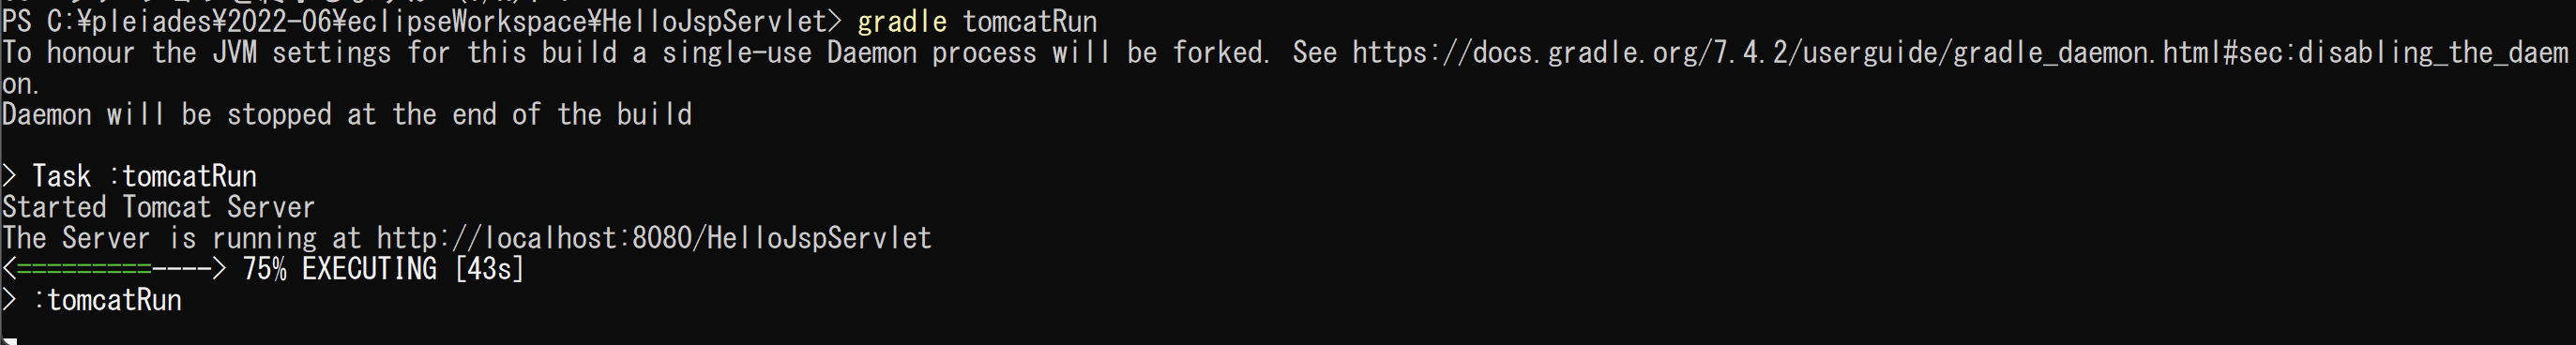 PS C:¥pleiades¥2022-06¥eclipseWorkspace¥HelloJspServlet> gradle tomcatRun
To honour the JVM settings for this build a single-use Daemon process will be forked. See https://docs.gradle.org/7.4.2/userguide/gradle_daemon.html#sec:disabling_the_daem
on.
Daemon will be stopped at the end of the build
> Task :tomcatRun
Started Tomcat Server
The Server is running at http://localhost:8080/HelloJspServlet
<=========----> 75% EXECUTING [43s]
> :tomcatRun